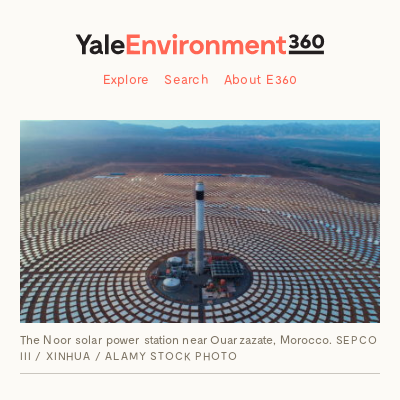 YaleEnvironment360
Explore Search About E360
The Noor solar power station near Ouarzazate, Morocco. SEPCO
III / XINHUA / ALAMY STOCK PHOTO